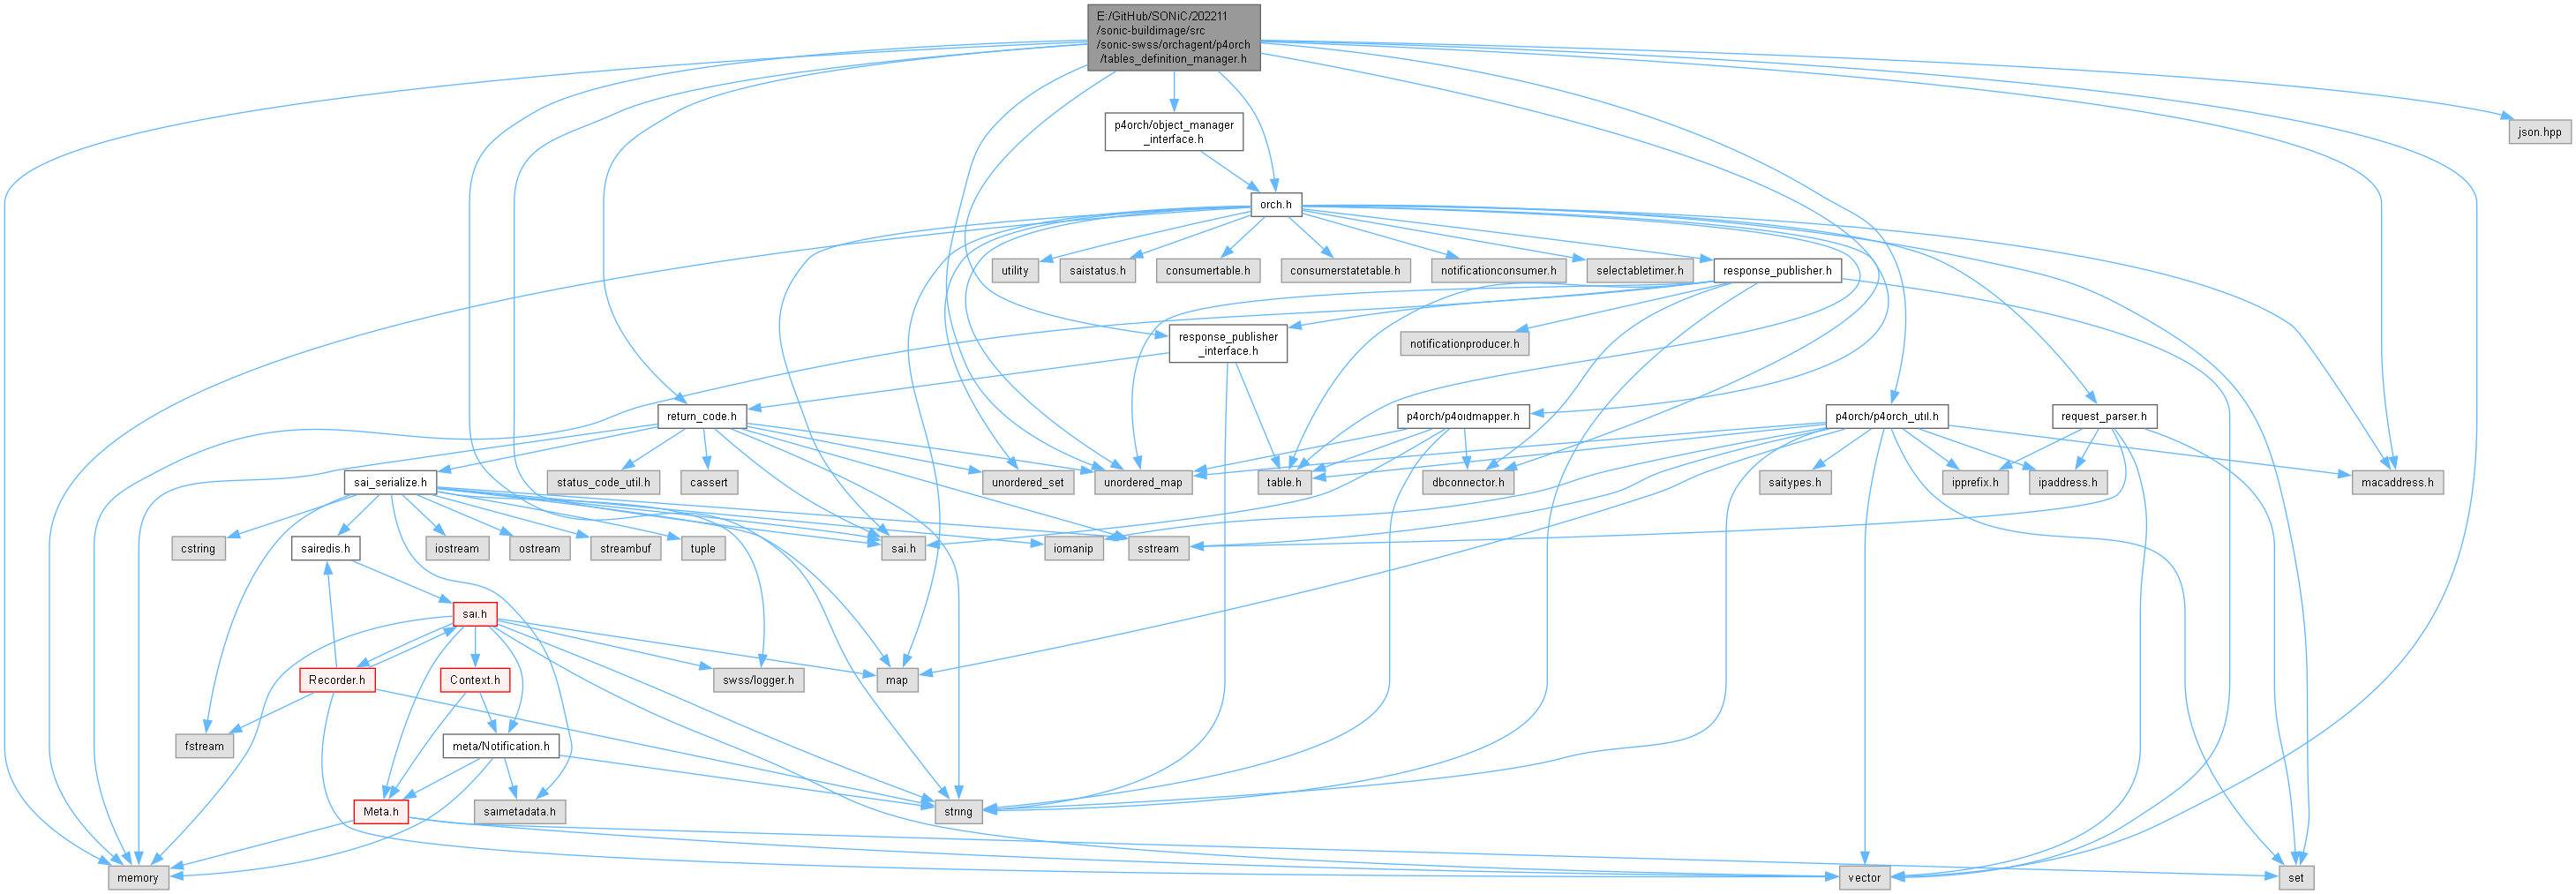 E:/GitHub/SONiC/202211
/sonic-buildimage/src
/sonic-swss/orchagent/p4orch
/tables_definition_manager.h
p4orch/object_manager
_interface.h
json.hpp
orch.h
utility
saistatus.h
consumertable.h
consumerstatetable.h
notificationconsumer.h
selectabletimer.h
response_publisher.h
response_publisher
_interface.h
notificationproducer.h
return_code.h
p4orch/p4oidmapper.h
p4orch/p4orch_util.h
request_parser.h
sai_serialize.h
status_code_util.h
cassert
unordered_set
unordered_map
table.h
dbconnector.h
saitypes.h
ipprefix.h
ipaddress.h
macaddress.h
cstring
sairedis.h
iostream
ostream
streambuf
tuple
sai.h
iomanip
sstream
sai.h
Recorder.h
Context.h
swss/logger.h
map
fstream
meta/Notification.h
Meta.h
saimetadata.h
string
memory
vector
set